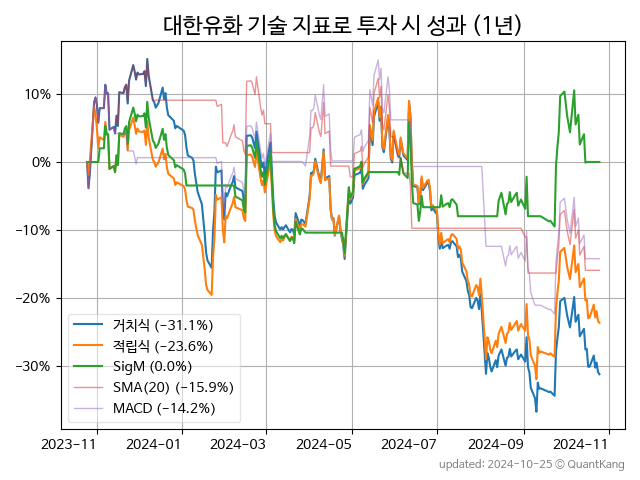 대한유화 기술 지표로 투자 시 성과 (1년)
10%
0%
−10%
−20%
−30%
거치식 (−31.1%)
적립식 (−23.6%)
SigM (0.0%)
SMA(20) (−15.9%)
MACD (−14.2%)
2023−11 2024−01 2024−03 2024−05 2024−07 2024−09 2024−11
updated: 2024-10-25 © QuantKang